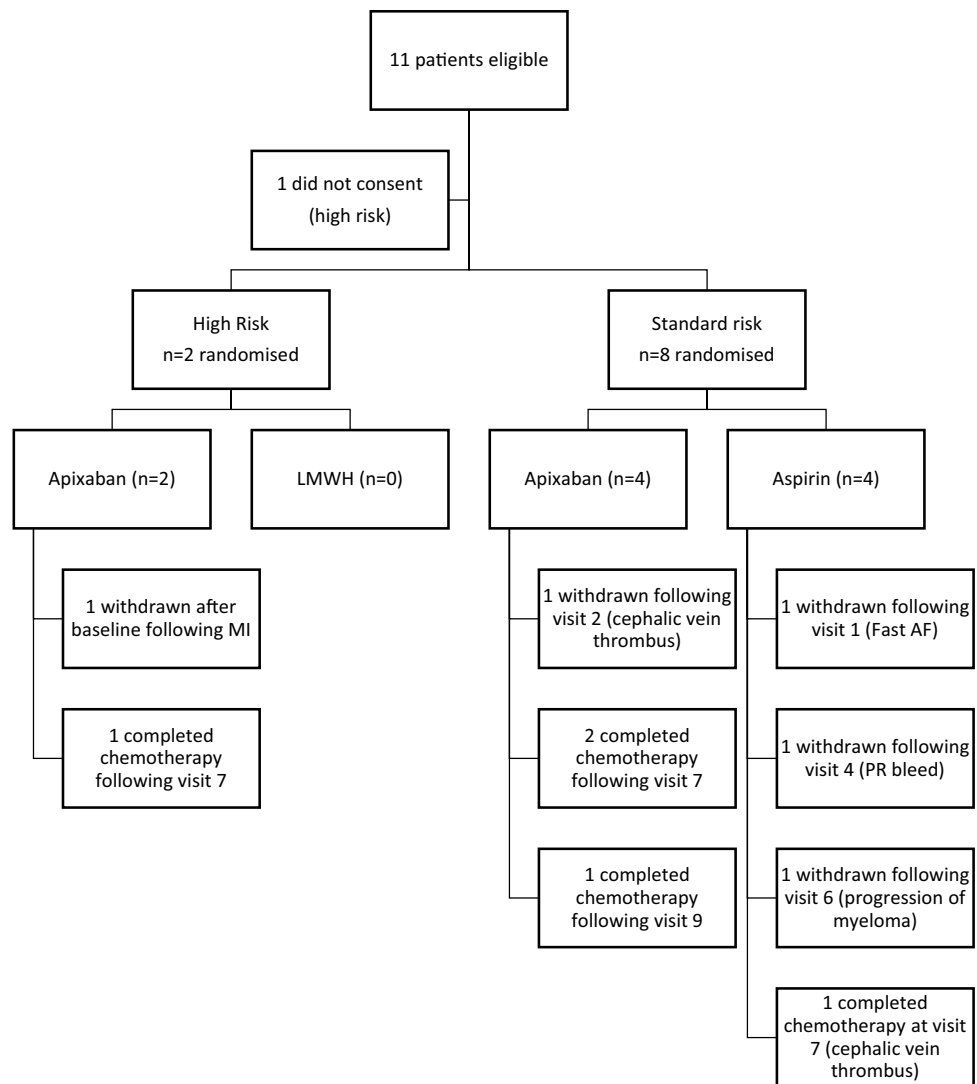 11 patients eligible
1 did not consent
(high risk)
High Risk
n=2 randomised
Standard risk
n=8 randomised
Apixaban (n=2)
LMWH (n=0)
Apixaban (n=4)
Aspirin (n=4)
1 withdrawn after
baseline following MI
1 completed
chemotherapy
following visit 7
1 withdrawn following
visit 2 (cephalic vein
thrombus)
2 completed
chemotherapy
following visit 7
1 completed
chemotherapy
following visit 9
1 withdrawn following
visit 1 (Fast AF)
1 withdrawn following
visit 4 (PR bleed)
1 withdrawn following
visit 6 (progression of
myeloma)
1 completed
chemotherapy at visit
7 (cephalic vein
thrombus)